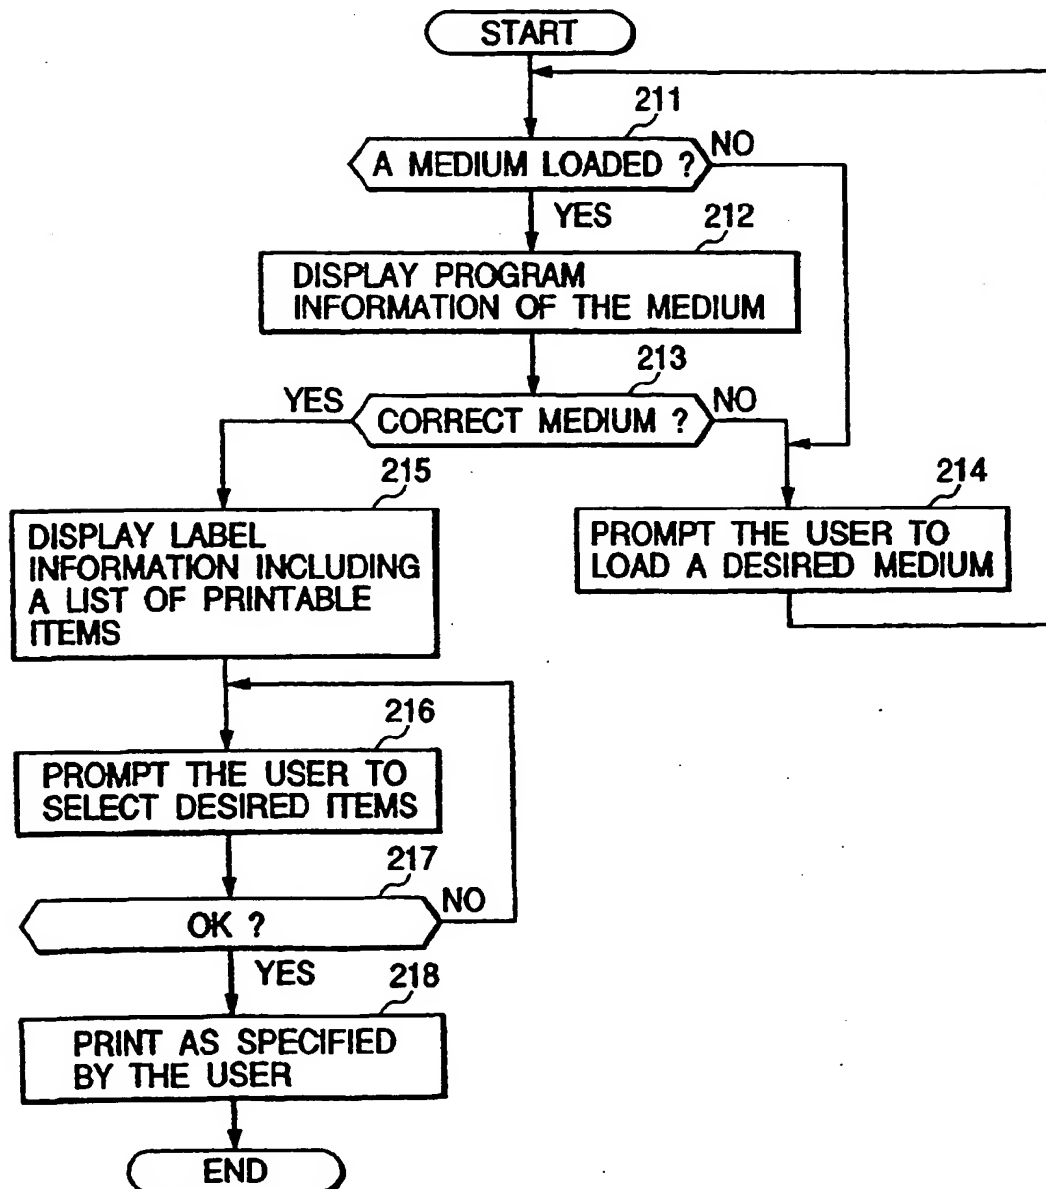 START
211
A MEDIUM LOADED ?
NO
YES
212
DISPLAY PROGRAM
INFORMATION OF THE MEDIUM
213
YES
CORRECT MEDIUM ?
NO
215
DISPLAY LABEL
INFORMATION INCLUDING
A LIST OF PRINTABLE
ITEMS
214
PROMPT THE USER TO
LOAD A DESIRED MEDIUM
216
PROMPT THE USER TO
SELECT DESIRED ITEMS
217
OK ?
NO
YES
218
PRINT AS SPECIFIED
BY THE USER
END